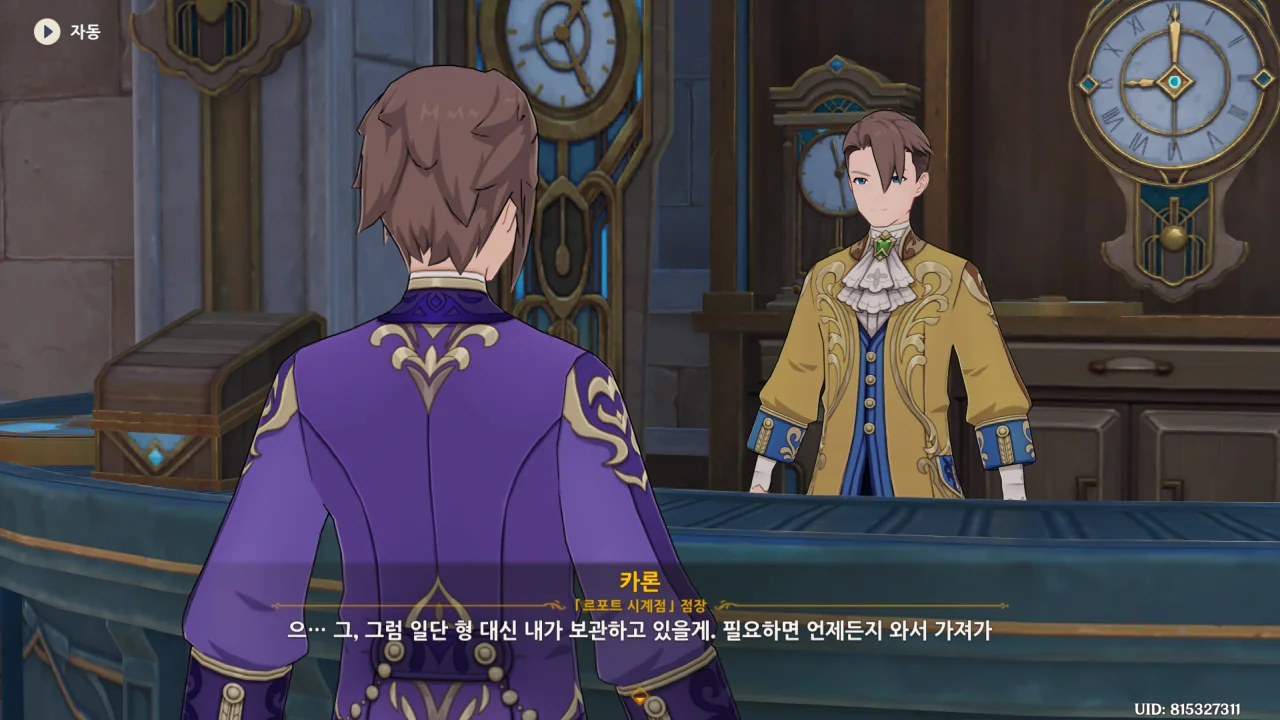 자동
카론
「르포트 시계점」 점장
으… 그, 그럼 일단 형 대신 내가 보관하고 있을게. 필요하면 언제든지 와서 가져가
UID: 815327311